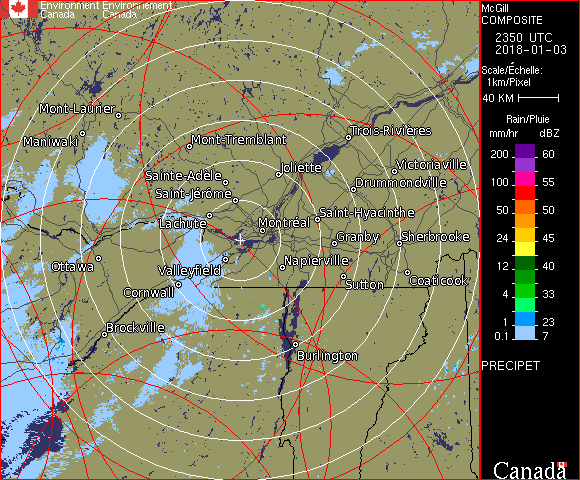 Environment Environnement
Canada Canada
McGill
COMPOSITE
2350 UTC
2018-01-03
Scale/Échelle:
1km/Pixel
40 KM
Rain/Pluie
mm/hr dBZ
200 60
55
100 55
50 50
24 45
12 40
4 33
1 23
0.1 7
PRECIPET
Canada
Mont-Laurier
Maniwaki
Mont-Tremblant
Trois-Rivières
Sainte-Adèle
Joliette
Victoriaville
Saint-Jérôme
Drummondville
Lachute
Montréal
Saint-Hyacinthe
Granby
Sherbrooke
Ottawa
Valleyfield
Napierville
Cornwall
Sutton
Coaticook
Brockville
Burlington